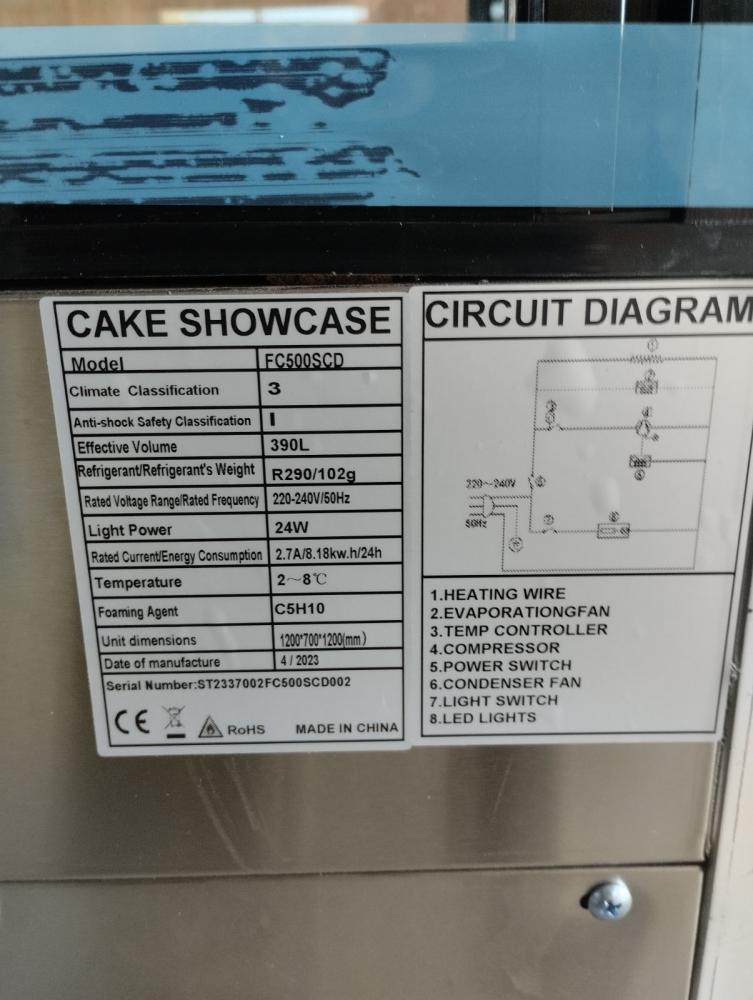 CAKE SHOWCASE
Model FC500SCD
Climate Classification 3
Anti-shock Safety Classification I
Effective Volume 390L
Refrigerant/Refrigerant's Weight R290/102g
Rated Voltage Range/Rated Frequency 220-240V/50Hz
Light Power 24W
Rated Current/Energy Consumption 2.7A/8.18kw.h/24h
Temperature 2~8℃
Foaming Agent C5H10
Unit dimensions 1200*700*1200(mm)
Date of manufacture 4/2023
Serial Number:ST2337002FC500SCD002
CE RoHS MADE IN CHINA
CIRCUIT DIAGRAM
220~240V
50Hz
1.HEATING WIRE
2.EVAPORATIONGFAN
3.TEMP CONTROLLER
4.COMPRESSOR
5.POWER SWITCH
6.CONDENSER FAN
7.LIGHT SWITCH
8.LED LIGHTS